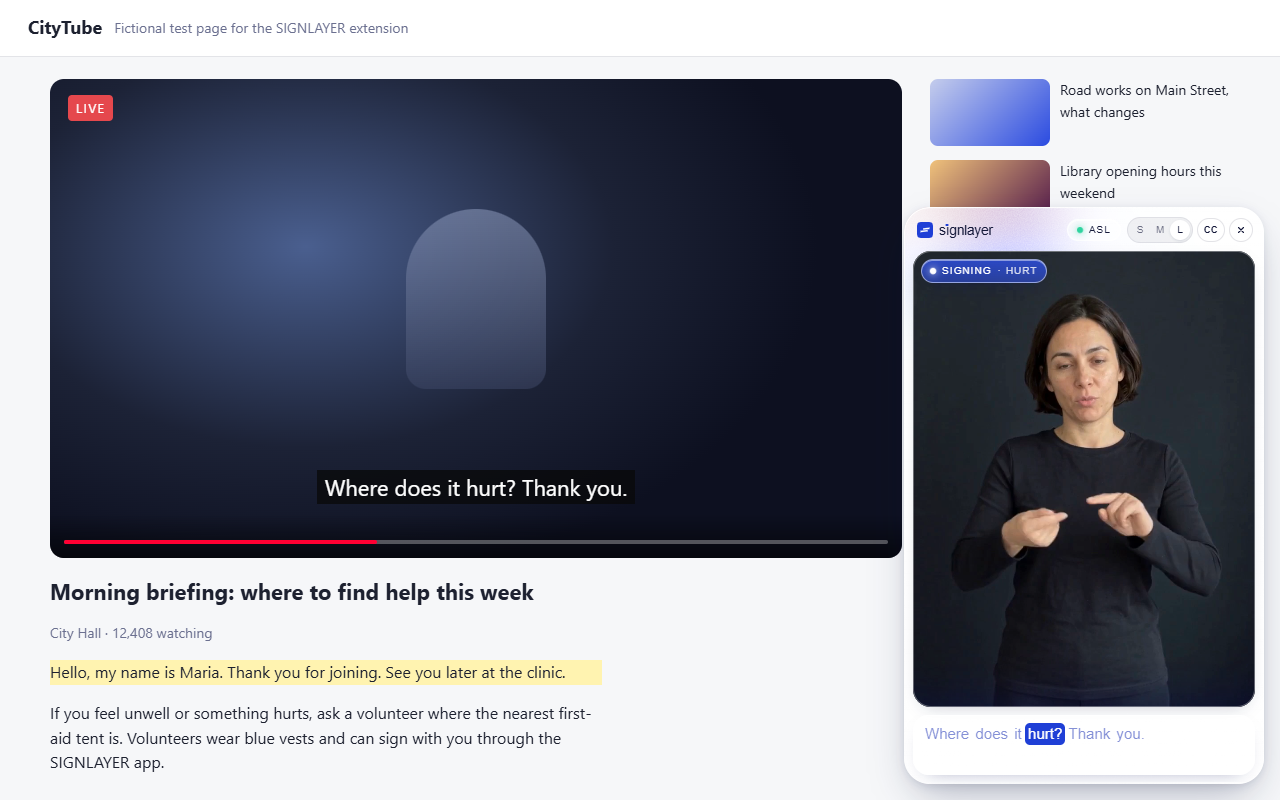 CityTube Fictional test page for the SIGNLAYER extension
LIVE
Where does it hurt? Thank you.
Morning briefing: where to find help this week
City Hall · 12,408 watching
Hello, my name is Maria. Thank you for joining. See you later at the clinic.
If you feel unwell or something hurts, ask a volunteer where the nearest first-
aid tent is. Volunteers wear blue vests and can sign with you through the
SIGNLAYER app.
Road works on Main Street,
what changes
Library opening hours this
weekend
signlayer ASL S M L CC ×
SIGNING · HURT
Where does it hurt? Thank you.